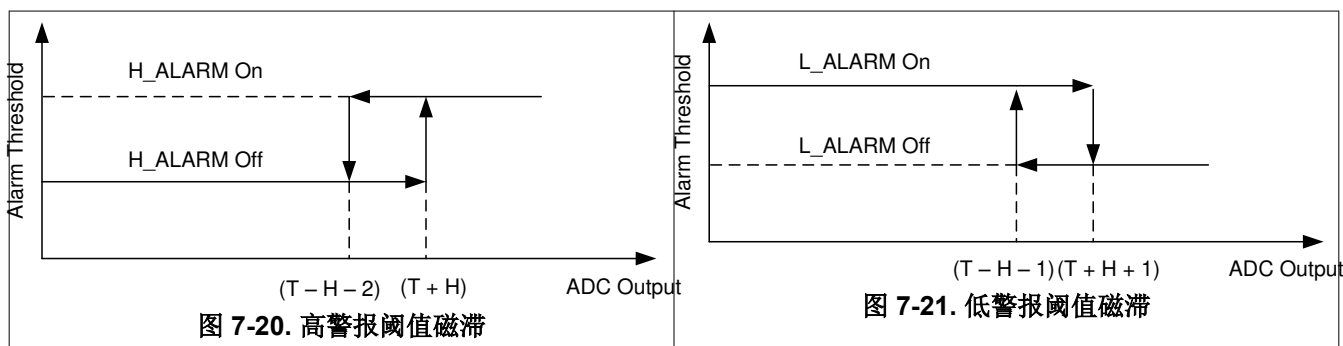 Alarm Threshold
H_ALARM On
H_ALARM Off
(T – H – 2)
(T + H)
ADC Output
图 7-20. 高警报阈值磁滞
Alarm Threshold
L_ALARM On
L_ALARM Off
(T – H – 1)
(T + H + 1)
ADC Output
图 7-21. 低警报阈值磁滞